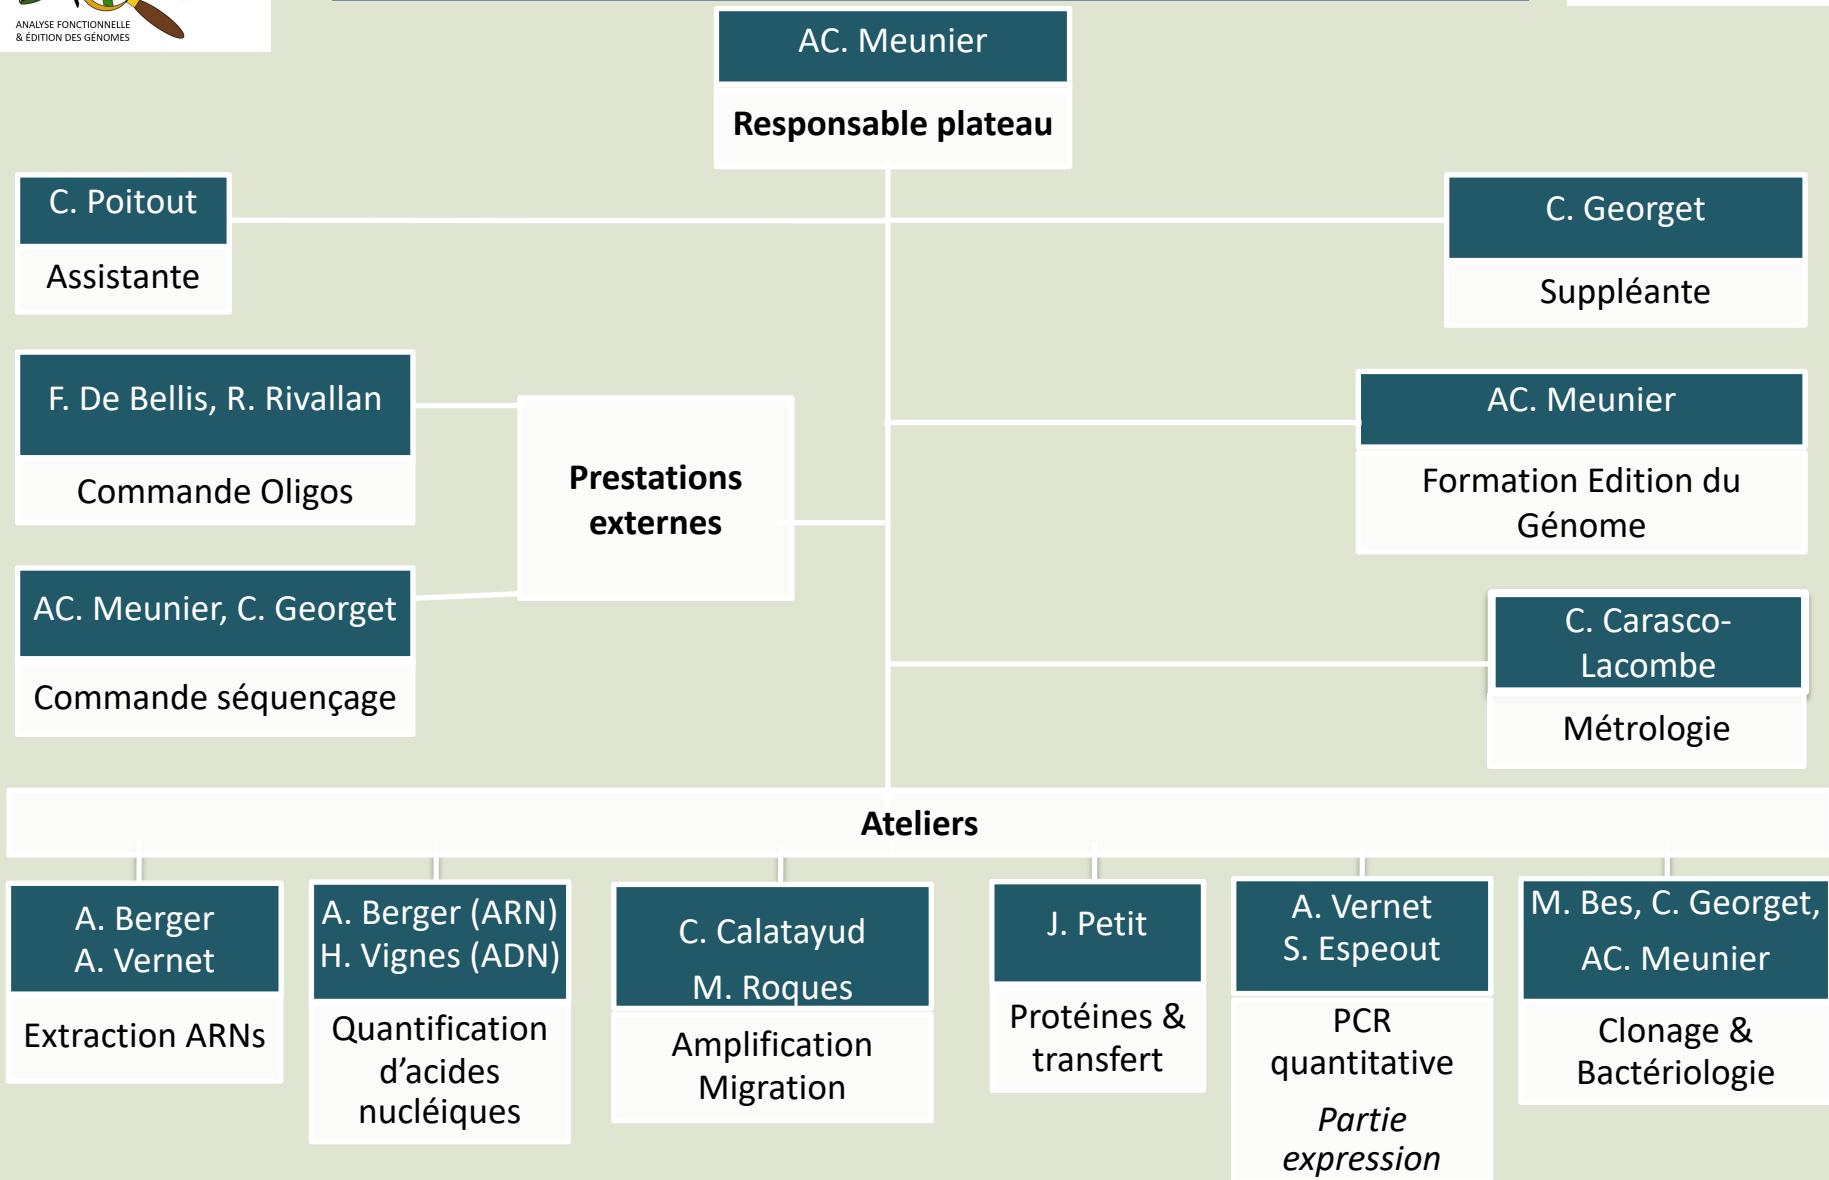 ANALYSE FONCTIONNELLE
& ÉDITION DES GÉNOMES
AC. Meunier
Responsable plateau
C. Poitout
Assistante
C. Georget
Suppléante
F. De Bellis, R. Rivallan
Commande Oligos
Prestations
externes
AC. Meunier
Formation Edition du
Génome
AC. Meunier, C. Georget
Commande séquençage
C. Carasco-
Lacombe
Métrologie
Ateliers
A. Berger
A. Vernet
Extraction ARNs
A. Berger (ARN)
H. Vignes (ADN)
Quantification
d’acides
nucléiques
C. Calatayud
M. Roques
Amplification
Migration
J. Petit
Protéines &
transfert
A. Vernet
S. Espeout
PCR
quantitative
Partie
expression
M. Bes, C. Georget,
AC. Meunier
Clonage &
Bactériologie